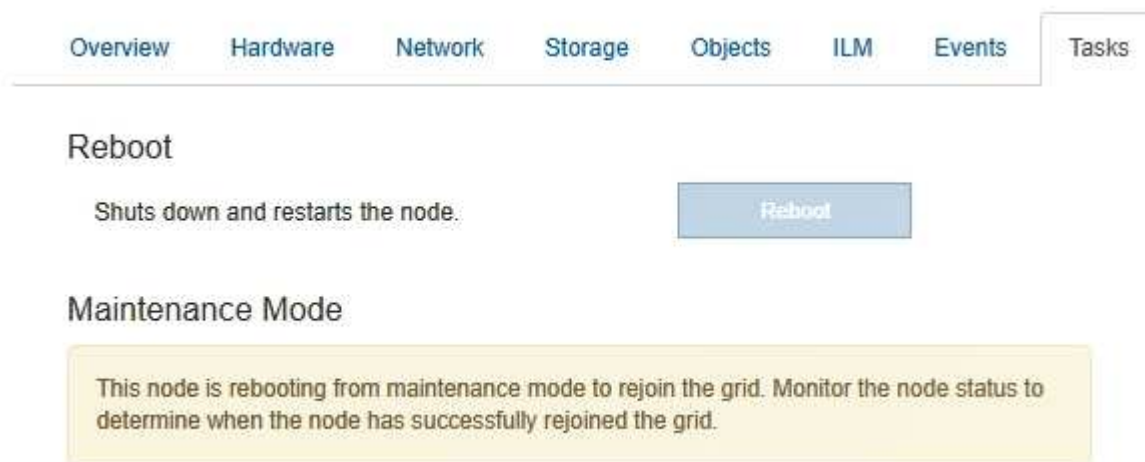 Overview Hardware Network Storage Objects ILM Events Tasks
Reboot
Shuts down and restarts the node. Reboot
Maintenance Mode
This node is rebooting from maintenance mode to rejoin the grid. Monitor the node status to
determine when the node has successfully rejoined the grid.